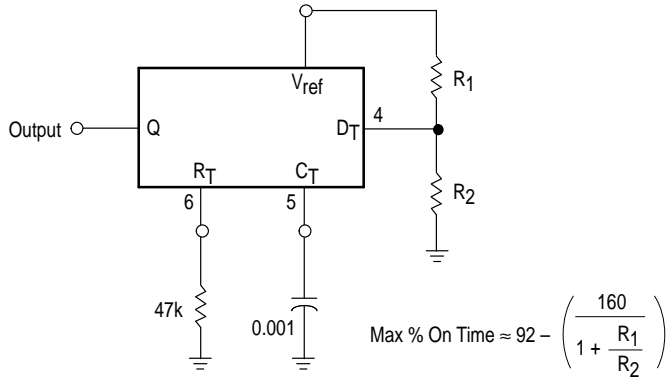 Vref
R1
4
Output
Q
DT
RT
CT
R2
6
5
47k
0.001
Max % On Time ≈ 92 – (160 / (1 + R1 / R2))